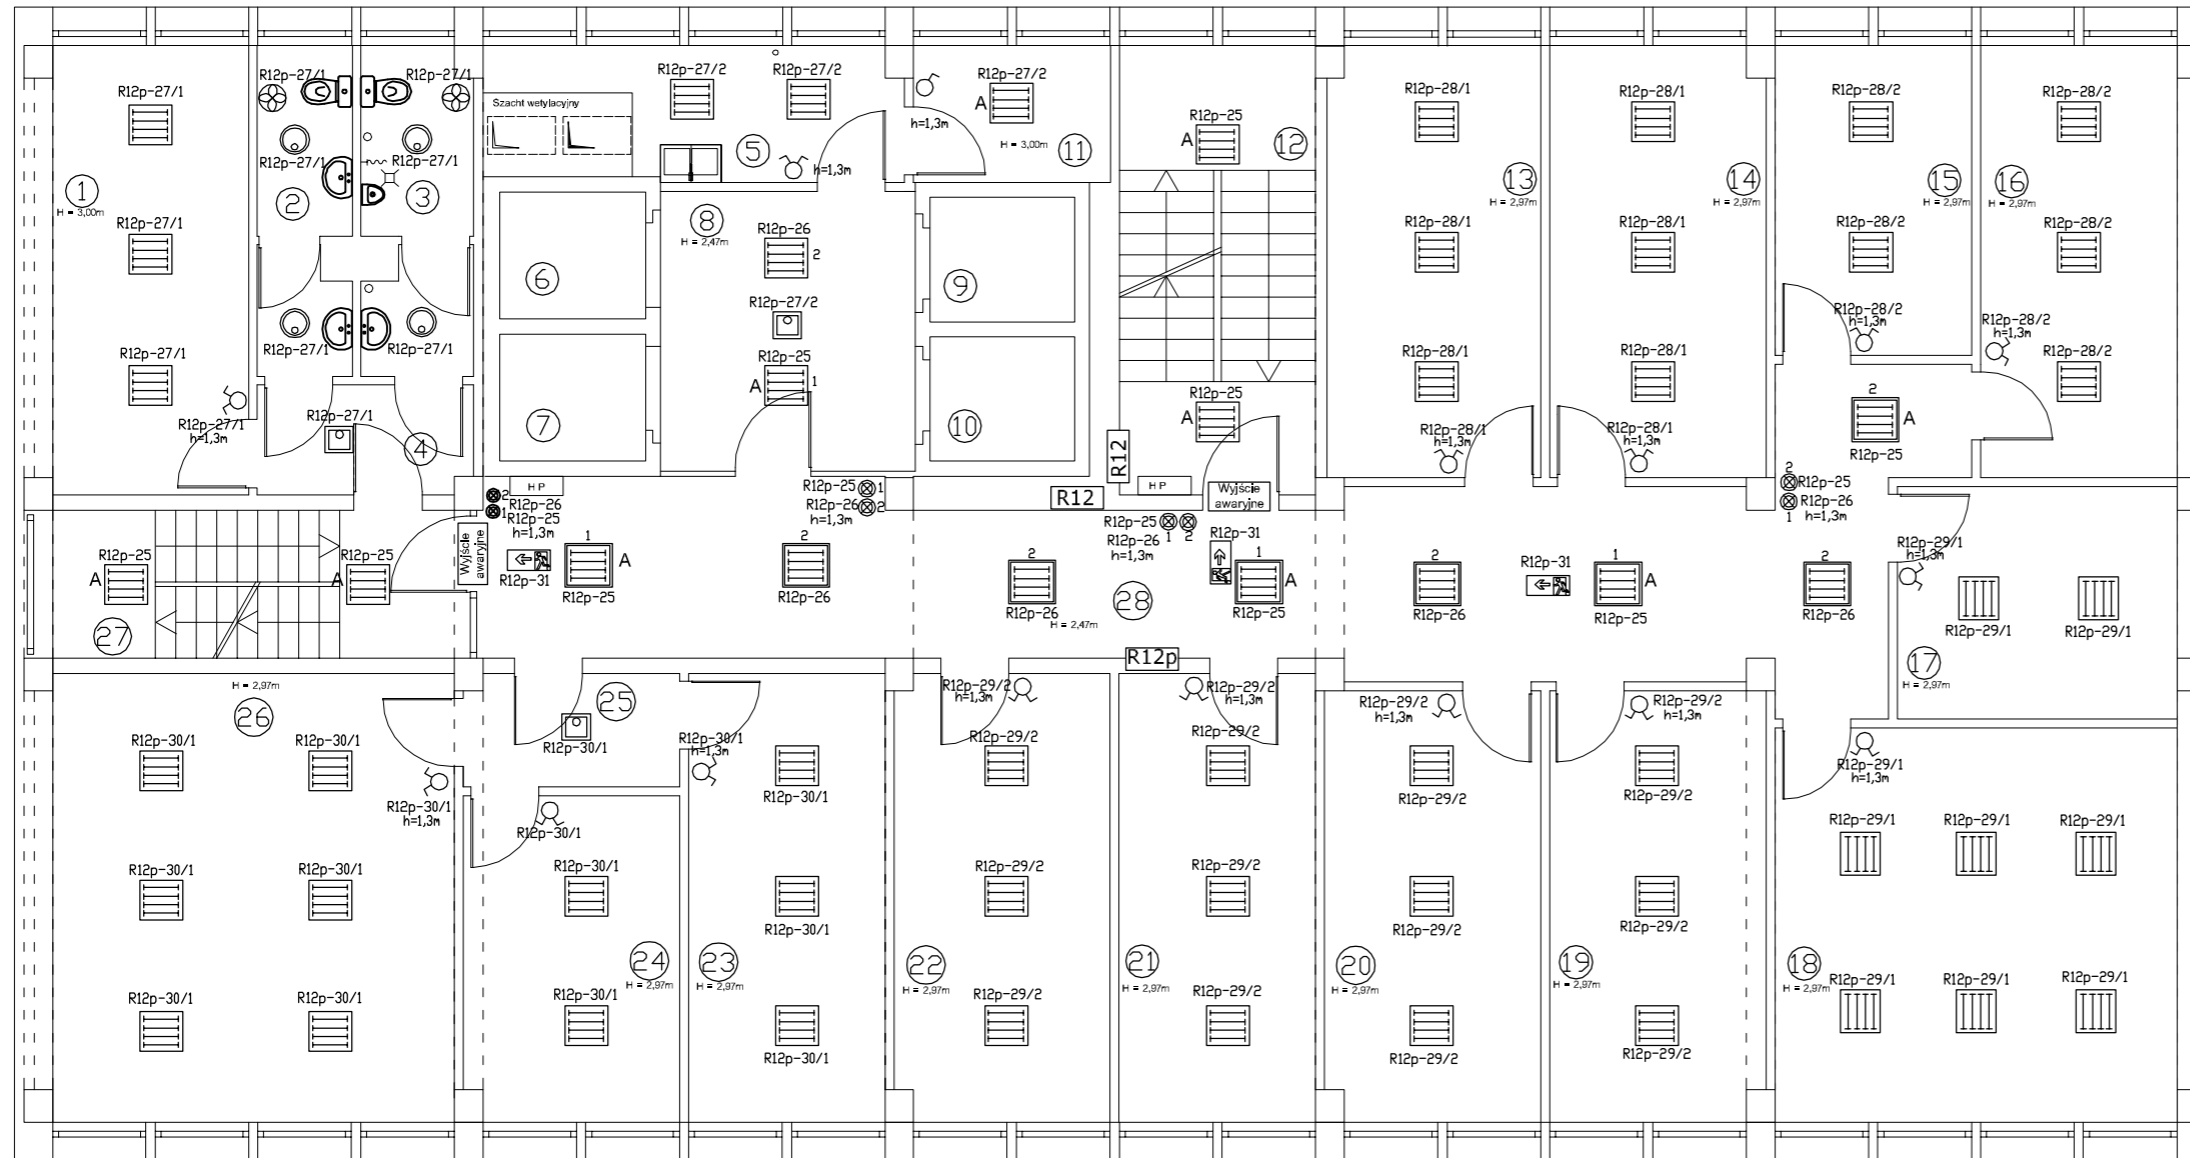 R12p-27/1
R12p-27/1
R12p-27/1
R12p-27/2
R12p-27/2
R12p-27/2
Szacht wetylacyjny
A
h=1,3m
H = 3,00m
R12p-25
A
12
R12p-28/1
R12p-28/1
R12p-28/2
R12p-28/2
1
H = 3,00m
R12p-27/1
R12p-27/1
2
3
5
h=1,3m
11
13
H = 2,97m
14
H = 2,97m
15
H = 2,97m
16
H = 2,97m
R12p-27/1
8
H = 2,47m
R12p-26
2
R12p-28/1
R12p-28/1
R12p-28/2
R12p-28/2
6
9
R12p-27/2
R12p-27/1
R12p-27/1
R12p-28/2
h=1,3m
R12p-28/2
h=1,3m
R12p-27/1
R12p-25
A
1
R12p-28/1
R12p-28/1
R12p-28/2
R12p-27/1
h=1,3m
R12p-27/1
4
7
10
R12p-25
A
2
A
R12p-25
R12p-28/1
h=1,3m
R12p-28/1
h=1,3m
R12
R12
HP
HP
Wyjście
awaryjne
2
1
R12p-26
R12p-25
h=1,3m
R12p-25
1
R12p-26
2
h=1,3m
R12p-25
1
2
R12p-26
h=1,3m
2
R12p-25
R12p-26
1
h=1,3m
Wyjście
awaryjne
R12p-25
A
R12p-25
A
27
R12p-31
1
A
R12p-25
2
R12p-26
2
R12p-26
28
H = 2,47m
R12p-31
1
A
R12p-25
2
R12p-26
R12p-31
1
A
R12p-25
2
R12p-26
R12p-29/1
h=1,3m
R12p-29/1
R12p-29/1
17
H = 2,97m
R12p
H = 2,97m
26
25
R12p-30/1
R12p-30/1
h=1,3m
R12p-29/2
h=1,3m
R12p-29/2
h=1,3m
R12p-29/2
h=1,3m
R12p-29/2
h=1,3m
R12p-29/1
h=1,3m
R12p-30/1
R12p-30/1
R12p-30/1
h=1,3m
R12p-30/1
R12p-30/1
R12p-29/2
R12p-29/2
R12p-29/2
R12p-29/2
R12p-29/1
R12p-29/1
R12p-29/1
R12p-30/1
R12p-30/1
R12p-30/1
R12p-30/1
R12p-29/2
R12p-29/2
R12p-29/2
R12p-29/2
24
H = 2,97m
23
H = 2,97m
22
H = 2,97m
21
H = 2,97m
20
H = 2,97m
19
H = 2,97m
18
H = 2,97m
R12p-30/1
R12p-30/1
R12p-30/1
R12p-30/1
R12p-29/2
R12p-29/2
R12p-29/2
R12p-29/2
R12p-29/1
R12p-29/1
R12p-29/1